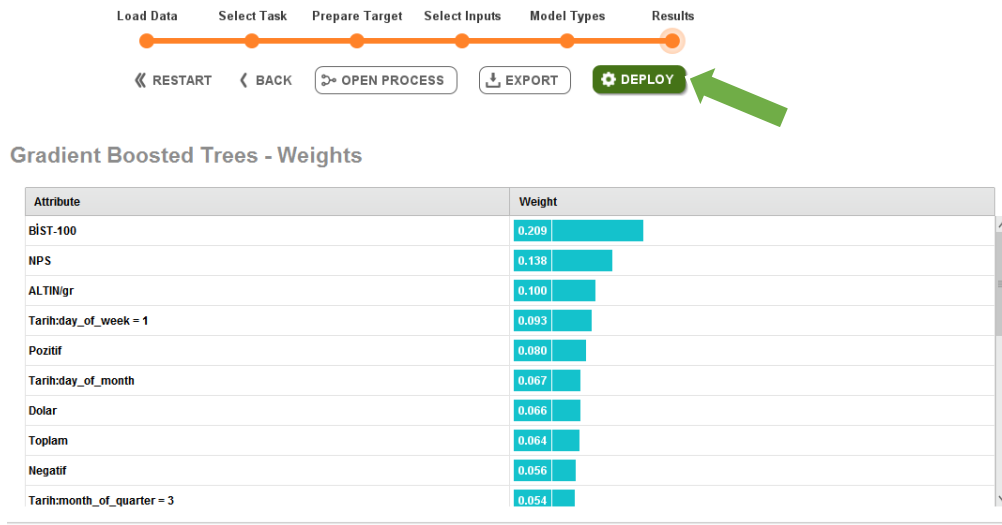 Load Data Select Task Prepare Target Select Inputs Model Types Results
RESTART BACK OPEN PROCESS EXPORT DEPLOY
Gradient Boosted Trees - Weights
Attribute Weight
BİST-100 0.209
NPS 0.138
ALTIN/gr 0.100
Tarih:day_of_week = 1 0.093
Pozitif 0.080
Tarih:day_of_month 0.067
Dolar 0.066
Toplam 0.064
Negatif 0.056
Tarih:month_of_quarter = 3 0.054